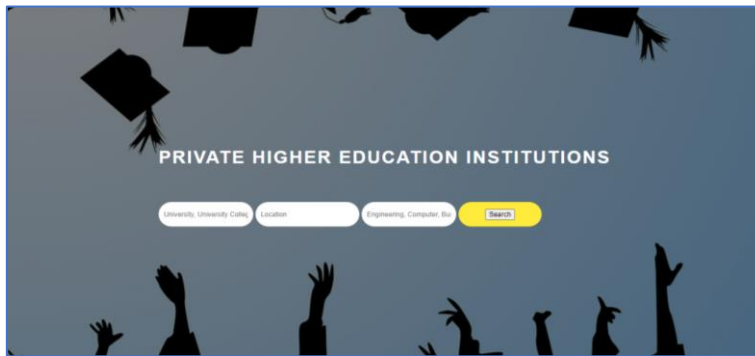 PRIVATE HIGHER EDUCATION INSTITUTIONS
University, University Colleg Location Engineering, Computer, Bu Search